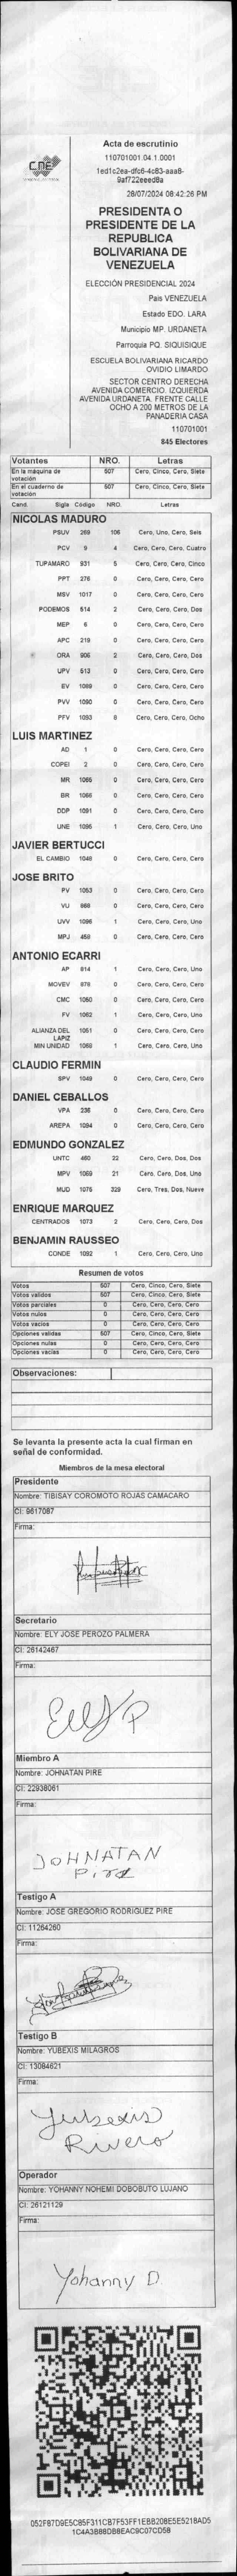 CNE
Acta de escrutinio
110701001.04.1.0001
1ed1c2ea-dfc6-4c83-aaa8-
9af722eeed8a
28/07/2024 08:42:26 PM
PRESIDENTA O
PRESIDENTE DE LA
REPUBLICA
BOLIVARIANA DE
VENEZUELA
ELECCIÓN PRESIDENCIAL 2024
Pais VENEZUELA
Estado EDO. LARA
Municipio MP. URDANETA
Parroquia PQ. SIQUISIQUE
ESCUELA BOLIVARIANA RICARDO
OVIDIO LIMARDO
SECTOR CENTRO DERECHA
AVENIDA COMERCIO. IZQUIERDA
AVENIDA URDANETA. FRENTE CALLE
OCHO A 200 METROS DE LA
PANADERIA CASA
110701001
845 Electores
Votantes NRO. Letras
En la máquina de votación 507 Cero, Cinco, Cero, Siete
En el cuaderno de votación 507 Cero, Cinco, Cero, Siete
Cand. Sigla Código NRO. Letras
NICOLAS MADURO
PSUV 269 106 Cero, Uno, Cero, Seis
PCV 9 4 Cero, Cero, Cero, Cuatro
TUPAMARO 931 5 Cero, Cero, Cero, Cinco
PPT 276 0 Cero, Cero, Cero, Cero
MSV 1017 0 Cero, Cero, Cero, Cero
PODEMOS 514 2 Cero, Cero, Cero, Dos
MEP 6 0 Cero, Cero, Cero, Cero
APC 219 0 Cero, Cero, Cero, Cero
ORA 906 2 Cero, Cero, Cero, Dos
UPV 513 0 Cero, Cero, Cero, Cero
EV 1089 0 Cero, Cero, Cero, Cero
PVV 1090 0 Cero, Cero, Cero, Cero
PFV 1093 8 Cero, Cero, Cero, Ocho
LUIS MARTINEZ
AD 1 0 Cero, Cero, Cero, Cero
COPEI 2 0 Cero, Cero, Cero, Cero
MR 1065 0 Cero, Cero, Cero, Cero
BR 1066 0 Cero, Cero, Cero, Cero
DDP 1091 0 Cero, Cero, Cero, Cero
UNE 1095 1 Cero, Cero, Cero, Uno
JAVIER BERTUCCI
EL CAMBIO 1048 0 Cero, Cero, Cero, Cero
JOSE BRITO
PV 1053 0 Cero, Cero, Cero, Cero
VU 868 0 Cero, Cero, Cero, Cero
UVV 1096 1 Cero, Cero, Cero, Uno
MPJ 459 0 Cero, Cero, Cero, Cero
ANTONIO ECARRI
AP 814 1 Cero, Cero, Cero, Uno
MOVEV 878 0 Cero, Cero, Cero, Cero
CMC 1050 0 Cero, Cero, Cero, Cero
FV 1062 1 Cero, Cero, Cero, Uno
ALIANZA DEL LAPIZ 1051 0 Cero, Cero, Cero, Cero
MIN UNIDAD 1068 1 Cero, Cero, Cero, Uno
CLAUDIO FERMIN
SPV 1049 0 Cero, Cero, Cero, Cero
DANIEL CEBALLOS
VPA 236 0 Cero, Cero, Cero, Cero
AREPA 1094 0 Cero, Cero, Cero, Cero
EDMUNDO GONZALEZ
UNTC 460 22 Cero, Cero, Dos, Dos
MPV 1069 21 Cero, Cero, Dos, Uno
MUD 1076 329 Cero, Tres, Dos, Nueve
ENRIQUE MARQUEZ
CENTRADOS 1073 2 Cero, Cero, Cero, Dos
BENJAMIN RAUSSEO
CONDE 1092 1 Cero, Cero, Cero, Uno
Resumen de votos
Votos 507 Cero, Cinco, Cero, Siete
Votos validos 507 Cero, Cinco, Cero, Siete
Votos parciales 0 Cero, Cero, Cero, Cero
Votos nulos 0 Cero, Cero, Cero, Cero
Votos vacios 0 Cero, Cero, Cero, Cero
Opciones validas 507 Cero, Cinco, Cero, Siete
Opciones nulas 0 Cero, Cero, Cero, Cero
Opciones vacias 0 Cero, Cero, Cero, Cero
Observaciones:
Se levanta la presente acta la cual firman en
señal de conformidad.
Miembros de la mesa electoral
Presidente
Nombre: TIBISAY COROMOTO ROJAS CAMACARO
CI: 9617087
Firma:
Secretario
Nombre: ELY JOSE PEROZO PALMERA
CI: 26142467
Firma:
Miembro A
Nombre: JOHNATAN PIRE
CI: 22938061
Firma:
JOHNATAN
Pire
Testigo A
Nombre: JOSE GREGORIO RODRIGUEZ PIRE
CI: 11264260
Firma:
Testigo B
Nombre: YUBEXIS MILAGROS
CI: 13084621
Firma:
Yubexis
Rivero
Operador
Nombre: YOHANNY NOHEMI DOBOBUTO LUJANO
CI: 26121129
Firma:
Yohanny D.
052F87D9E5C85F311CB7F53FF1EBB208E5E5218AD5
1C4A3B88DB8EAC9C07CD58